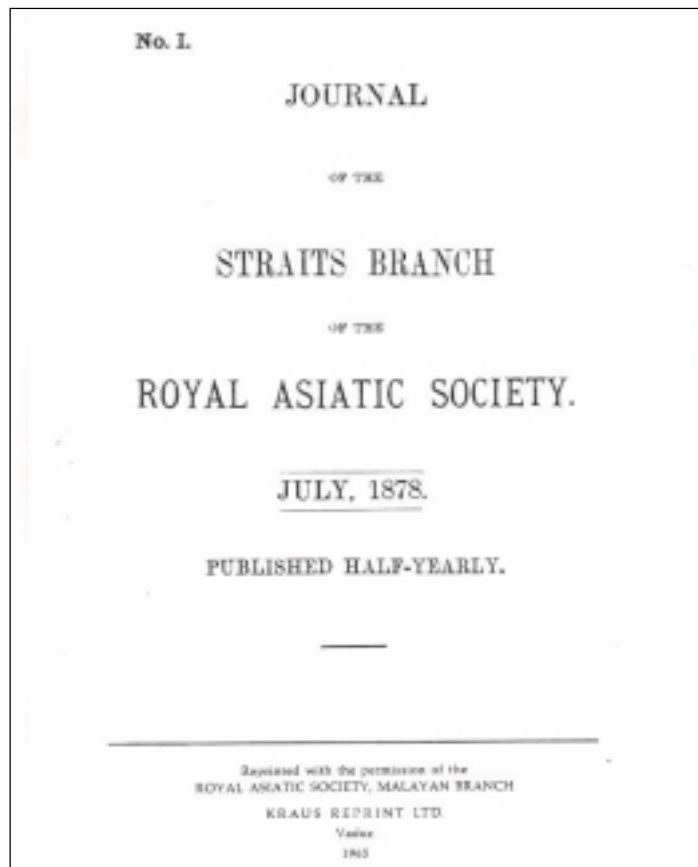 No. I.
JOURNAL
OF THE
STRAITS BRANCH
OF THE
ROYAL ASIATIC SOCIETY.
JULY, 1878.
PUBLISHED HALF-YEARLY.
Reprinted with the permission of the
ROYAL ASIATIC SOCIETY, MALAYAN BRANCH
KRAUS REPRINT LTD.
Vaduz
1965